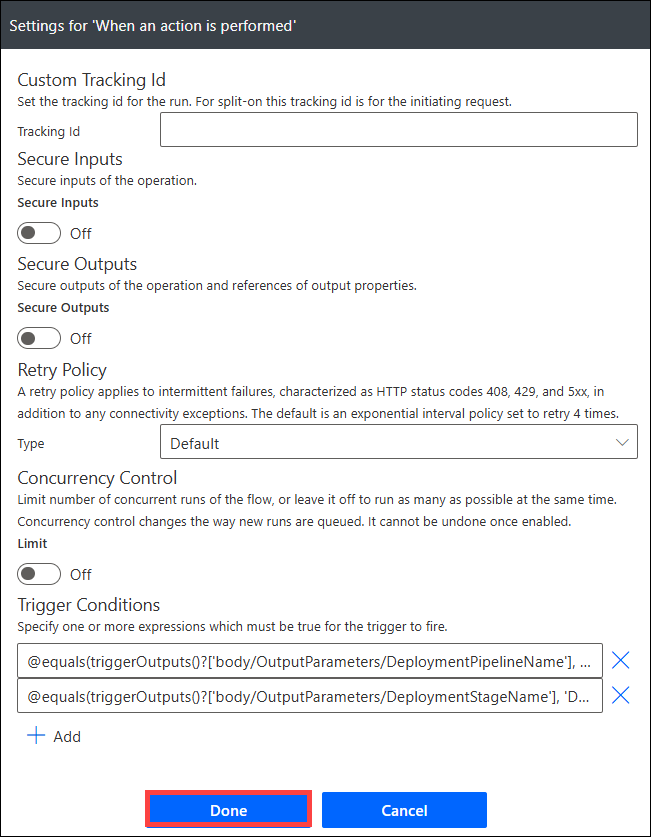 Settings for 'When an action is performed'
Custom Tracking Id
Set the tracking id for the run. For split-on this tracking id is for the initiating request.
Tracking Id
Secure Inputs
Secure inputs of the operation.
Secure Inputs
Off
Secure Outputs
Secure outputs of the operation and references of output properties.
Secure Outputs
Off
Retry Policy
A retry policy applies to intermittent failures, characterized as HTTP status codes 408, 429, and 5xx, in
addition to any connectivity exceptions. The default is an exponential interval policy set to retry 4 times.
Type Default
Concurrency Control
Limit number of concurrent runs of the flow, or leave it off to run as many as possible at the same time.
Concurrency control changes the way new runs are queued. It cannot be undone once enabled.
Limit
Off
Trigger Conditions
Specify one or more expressions which must be true for the trigger to fire.
@equals(triggerOutputs()?['body/OutputParameters/DeploymentPipelineName'], ...
@equals(triggerOutputs()?['body/OutputParameters/DeploymentStageName'], 'D...
Add
Done Cancel